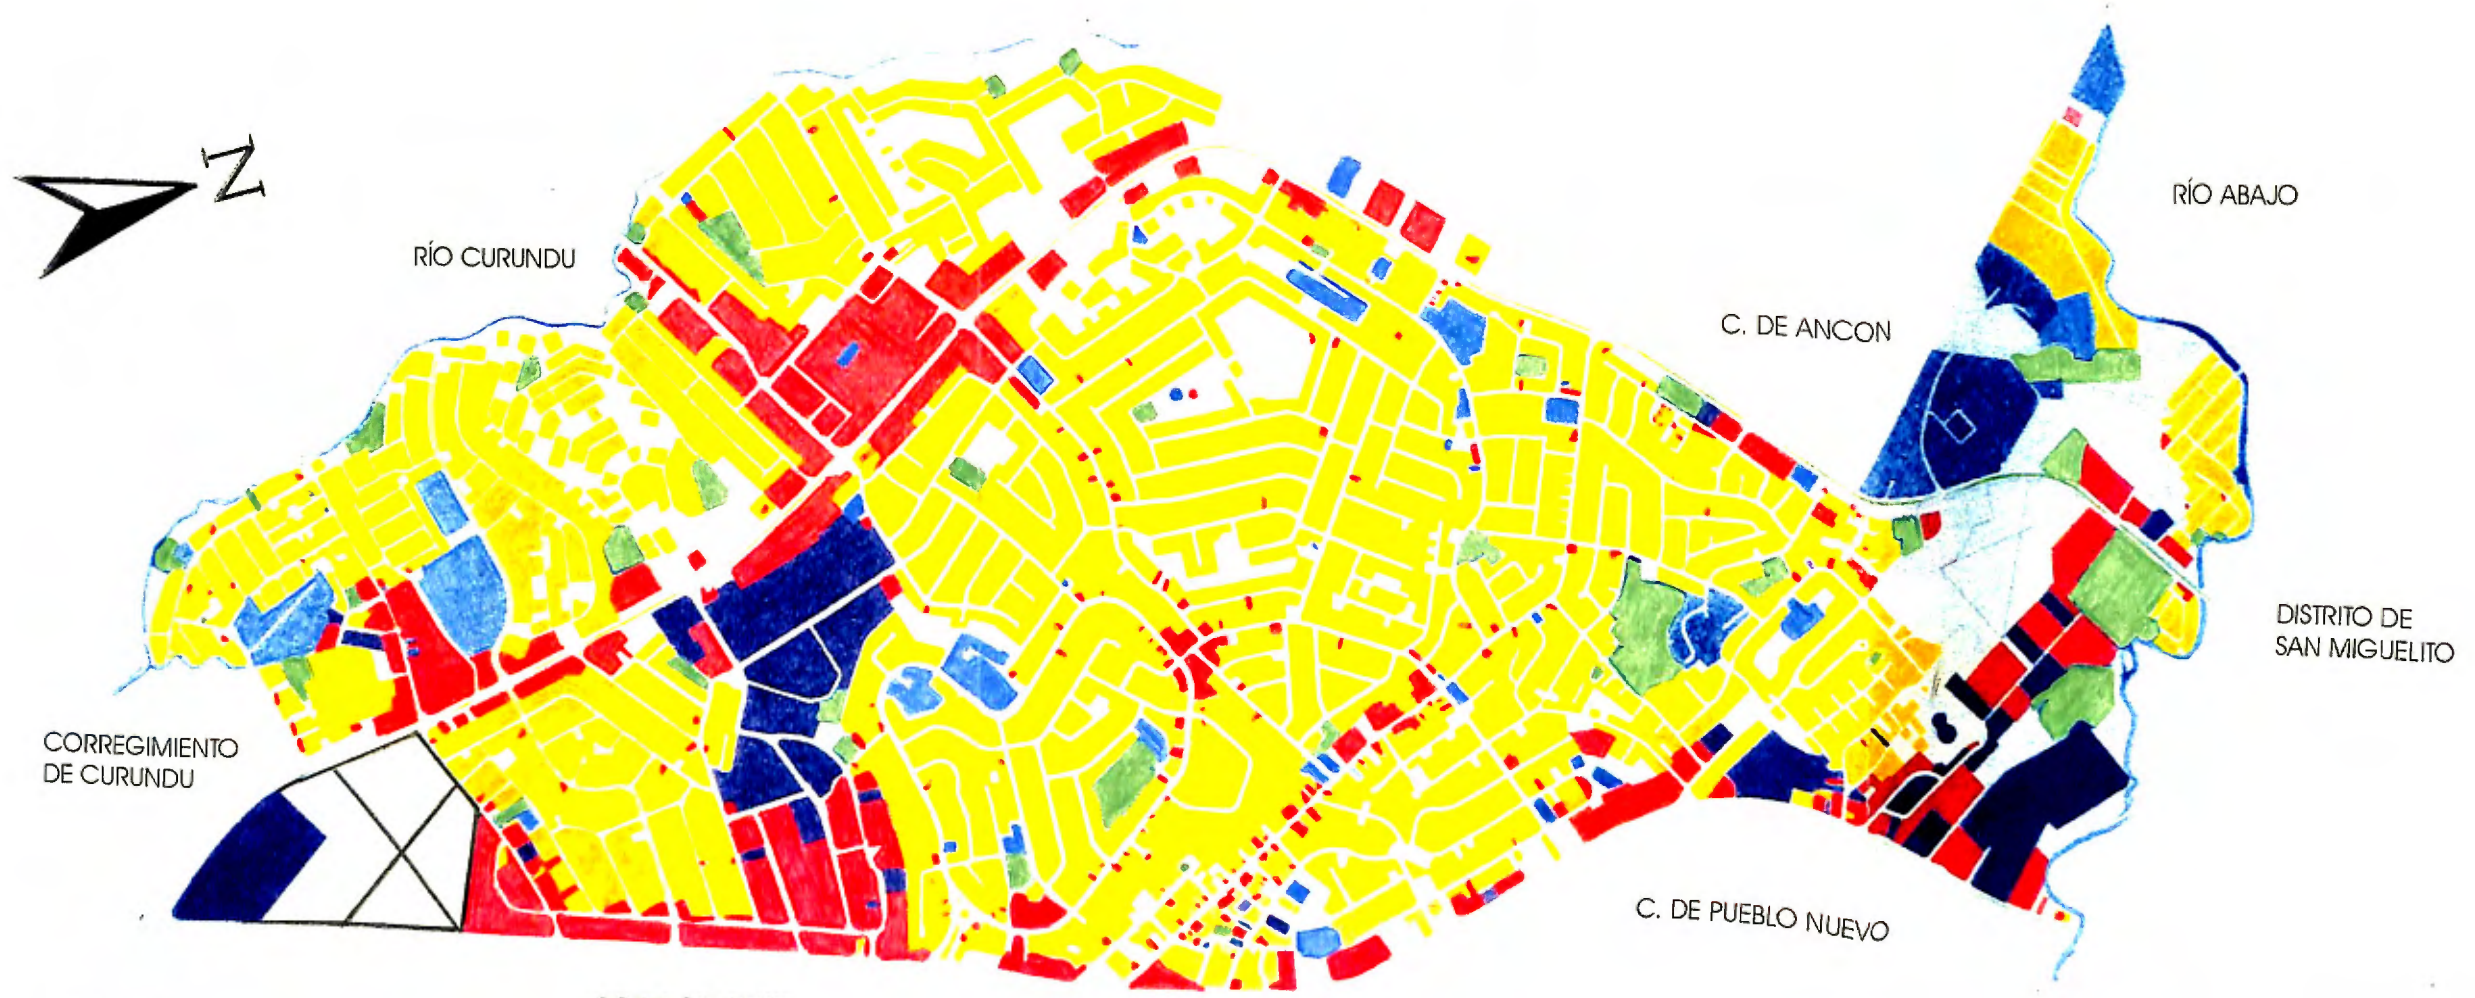 N
RÍO CURUNDU
RÍO ABAJO
C. DE ANCON
DISTRITO DE
SAN MIGUELITO
CORREGIMIENTO
DE CURUNDU
C. DE PUEBLO NUEVO